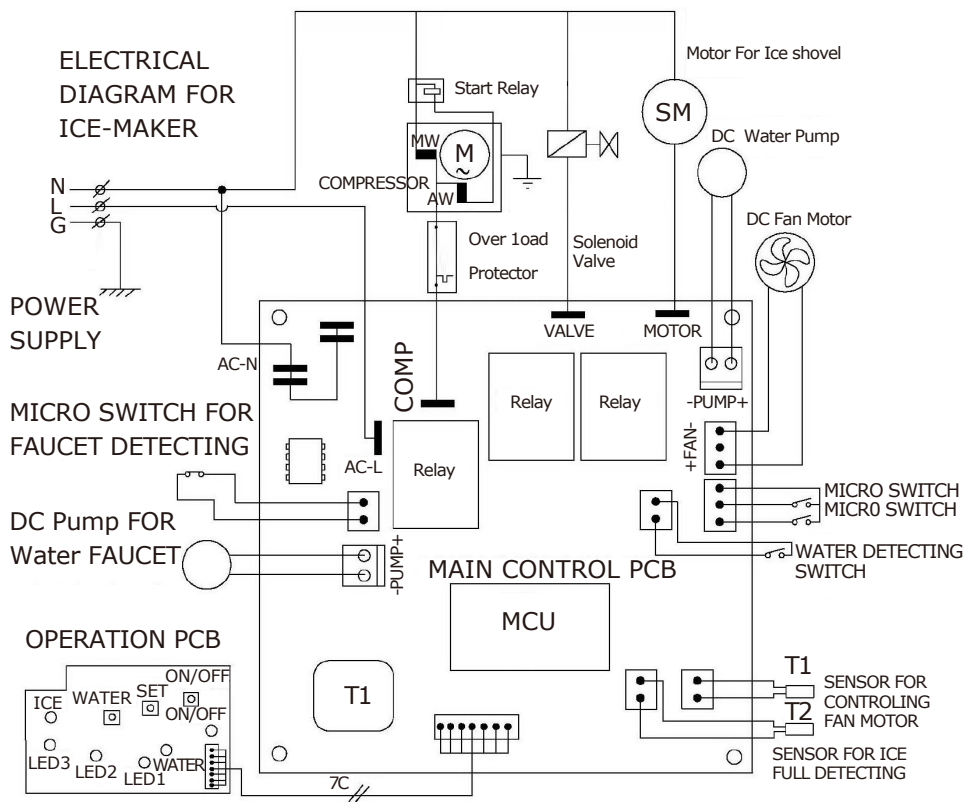 ELECTRICAL
DIAGRAM FOR
ICE-MAKER
Motor For Ice shovel
Start Relay
SM
DC Water Pump
MW
M
~
N
L
G
COMPRESSOR
AW
DC Fan Motor
Over 1oad
Protector
Solenoid
Valve
POWER
SUPPLY
VALVE
MOTOR
AC-N
COMP
-PUMP+
Relay
Relay
MICRO SWITCH FOR
FAUCET DETECTING
AC-L
Relay
+FAN-
MICRO SWITCH
MICR0 SWITCH
DC Pump FOR
Water FAUCET
-PUMP+
WATER DETECTING
SWITCH
MAIN CONTROL PCB
MCU
OPERATION PCB
ON/OFF
SET
WATER
ICE
ON/OFF
T1
T1
SENSOR FOR
CONTROLING
FAN MOTOR
T2
LED3
LED2
LED1
WATER
7C
SENSOR FOR ICE
FULL DETECTING